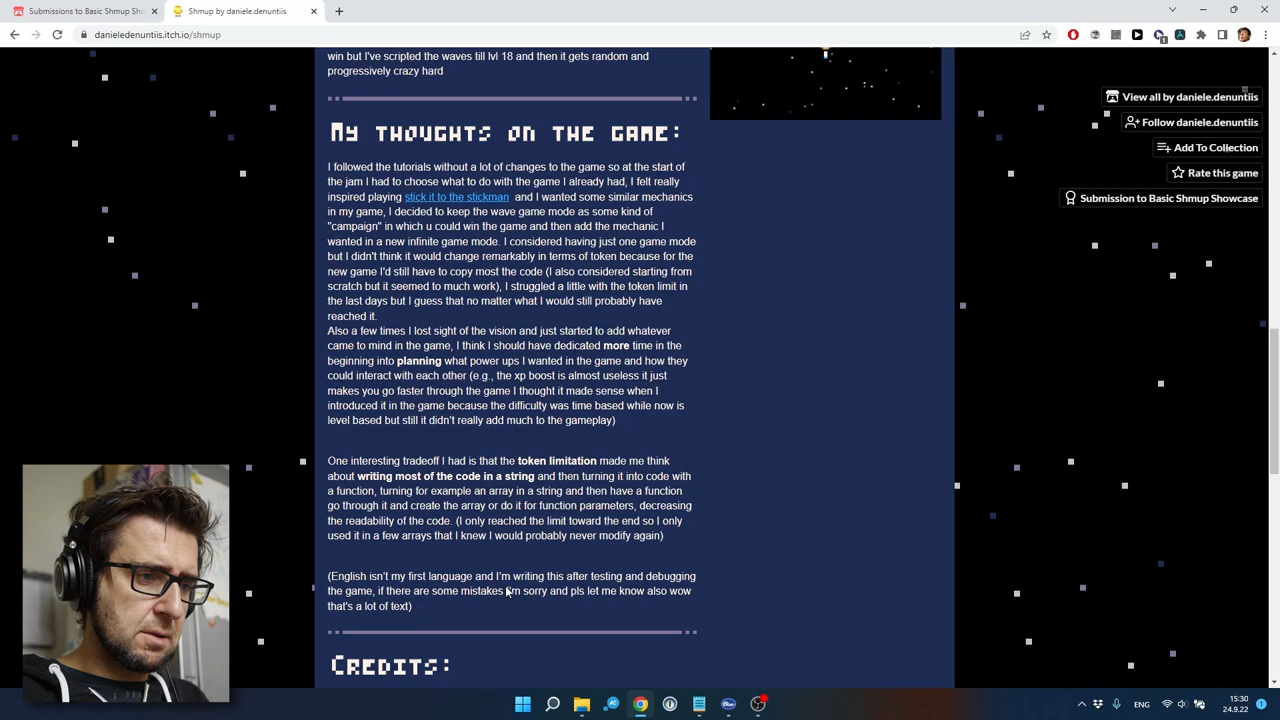 Submissions to Basic Shmup Sho
Shmup by daniele.denuntiis
danieledenuntiis.itch.io/shmup
win but I've scripted the waves till lvl 18 and then it gets random and
progressively crazy hard
My thoughts on the game:
I followed the tutorials without a lot of changes to the game so at the start of
the jam I had to choose what to do with the game I already had, I felt really
inspired playing stick it to the stickman and I wanted some similar mechanics
in my game, I decided to keep the wave game mode as some kind of
"campaign" in which u could win the game and then add the mechanic I
wanted in a new infinite game mode. I considered having just one game mode
but I didn't think it would change remarkably in terms of token because for the
new game I'd still have to copy most the code (I also considered starting from
scratch but it seemed to much work), I struggled a little with the token limit in
the last days but I guess that no matter what I would still probably have
reached it.
Also a few times I lost sight of the vision and just started to add whatever
came to mind in the game, I think I should have dedicated more time in the
beginning into planning what power ups I wanted in the game and how they
could interact with each other (e.g., the xp boost is almost useless it just
makes you go faster through the game I thought it made sense when I
introduced it in the game because the difficulty was time based while now is
level based but still it didn't really add much to the gameplay)
One interesting tradeoff I had is that the token limitation made me think
about writing most of the code in a string and then turning it into code with
a function, turning for example an array in a string and then have a function
go through it and create the array or do it for function parameters, decreasing
the readability of the code. (I only reached the limit toward the end so I only
used it in a few arrays that I knew I would probably never modify again)
(English isn't my first language and I'm writing this after testing and debugging
the game, if there are some mistakes I'm sorry and pls let me know also wow
that's a lot of text)
Credits:
View all by daniele.denuntiis
Follow daniele.denuntiis
Add To Collection
Rate this game
Submission to Basic Shmup Showcase
ENG
15:30
24.9.22